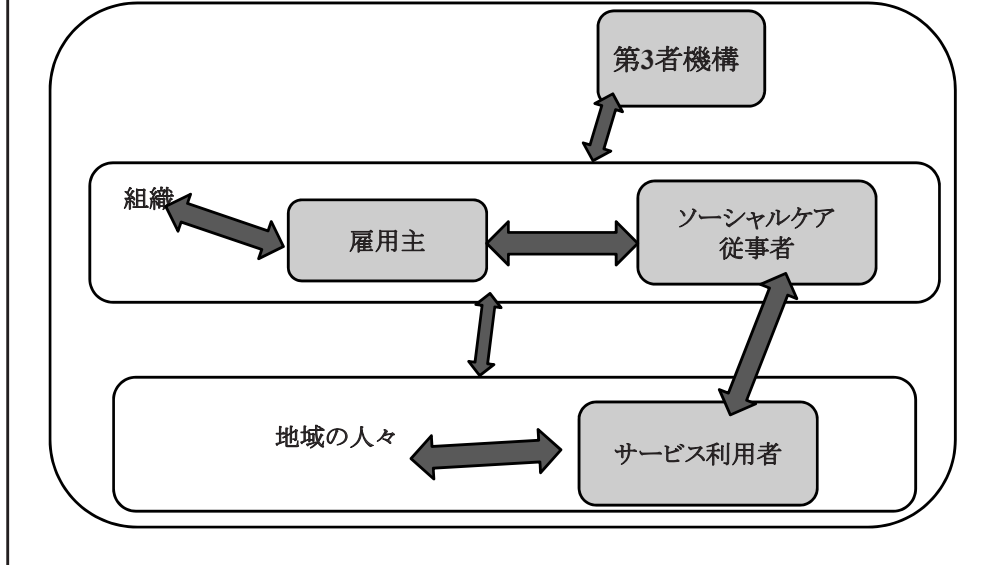 第3者機構
組織
雇用主
ソーシャルケア
従事者
地域の人々
サービス利用者